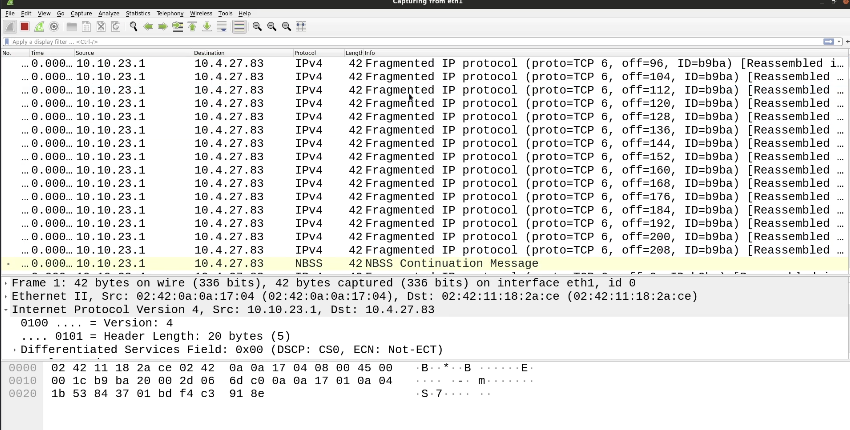 Capturing from eth1
File Edit View Go Capture Analyze Statistics Telephony Wireless Tools Help
Apply a display filter ... <Ctrl-/>
No. Time Source Destination Protocol Length Info
… 0.000… 10.10.23.1 10.4.27.83 IPv4 42 Fragmented IP protocol (proto=TCP 6, off=96, ID=b9ba) [Reassembled i…
… 0.000… 10.10.23.1 10.4.27.83 IPv4 42 Fragmented IP protocol (proto=TCP 6, off=104, ID=b9ba) [Reassembled …
… 0.000… 10.10.23.1 10.4.27.83 IPv4 42 Fragmented IP protocol (proto=TCP 6, off=112, ID=b9ba) [Reassembled …
… 0.000… 10.10.23.1 10.4.27.83 IPv4 42 Fragmented IP protocol (proto=TCP 6, off=120, ID=b9ba) [Reassembled …
… 0.000… 10.10.23.1 10.4.27.83 IPv4 42 Fragmented IP protocol (proto=TCP 6, off=128, ID=b9ba) [Reassembled …
… 0.000… 10.10.23.1 10.4.27.83 IPv4 42 Fragmented IP protocol (proto=TCP 6, off=136, ID=b9ba) [Reassembled …
… 0.000… 10.10.23.1 10.4.27.83 IPv4 42 Fragmented IP protocol (proto=TCP 6, off=144, ID=b9ba) [Reassembled …
… 0.000… 10.10.23.1 10.4.27.83 IPv4 42 Fragmented IP protocol (proto=TCP 6, off=152, ID=b9ba) [Reassembled …
… 0.000… 10.10.23.1 10.4.27.83 IPv4 42 Fragmented IP protocol (proto=TCP 6, off=160, ID=b9ba) [Reassembled …
… 0.000… 10.10.23.1 10.4.27.83 IPv4 42 Fragmented IP protocol (proto=TCP 6, off=168, ID=b9ba) [Reassembled …
… 0.000… 10.10.23.1 10.4.27.83 IPv4 42 Fragmented IP protocol (proto=TCP 6, off=176, ID=b9ba) [Reassembled …
… 0.000… 10.10.23.1 10.4.27.83 IPv4 42 Fragmented IP protocol (proto=TCP 6, off=184, ID=b9ba) [Reassembled …
… 0.000… 10.10.23.1 10.4.27.83 IPv4 42 Fragmented IP protocol (proto=TCP 6, off=192, ID=b9ba) [Reassembled …
… 0.000… 10.10.23.1 10.4.27.83 IPv4 42 Fragmented IP protocol (proto=TCP 6, off=200, ID=b9ba) [Reassembled …
… 0.000… 10.10.23.1 10.4.27.83 IPv4 42 Fragmented IP protocol (proto=TCP 6, off=208, ID=b9ba) [Reassembled …
… 0.000… 10.10.23.1 10.4.27.83 NBSS 42 NBSS Continuation Message
Frame 1: 42 bytes on wire (336 bits), 42 bytes captured (336 bits) on interface eth1, id 0
Ethernet II, Src: 02:42:0a:0a:17:04 (02:42:0a:0a:17:04), Dst: 02:42:11:18:2a:ce (02:42:11:18:2a:ce)
Internet Protocol Version 4, Src: 10.10.23.1, Dst: 10.4.27.83
0100 .... = Version: 4
.... 0101 = Header Length: 20 bytes (5)
Differentiated Services Field: 0x00 (DSCP: CS0, ECN: Not-ECT)
0000 02 42 11 18 2a ce 02 42 0a 0a 17 04 08 00 45 00 ·B··*··B ······E·
0010 00 1c b9 ba 20 00 2d 06 6d c0 0a 0a 17 01 0a 04 ···· ·-· m·······
0020 1b 53 84 37 01 bd f4 c3 91 8e ·S·7···· ··